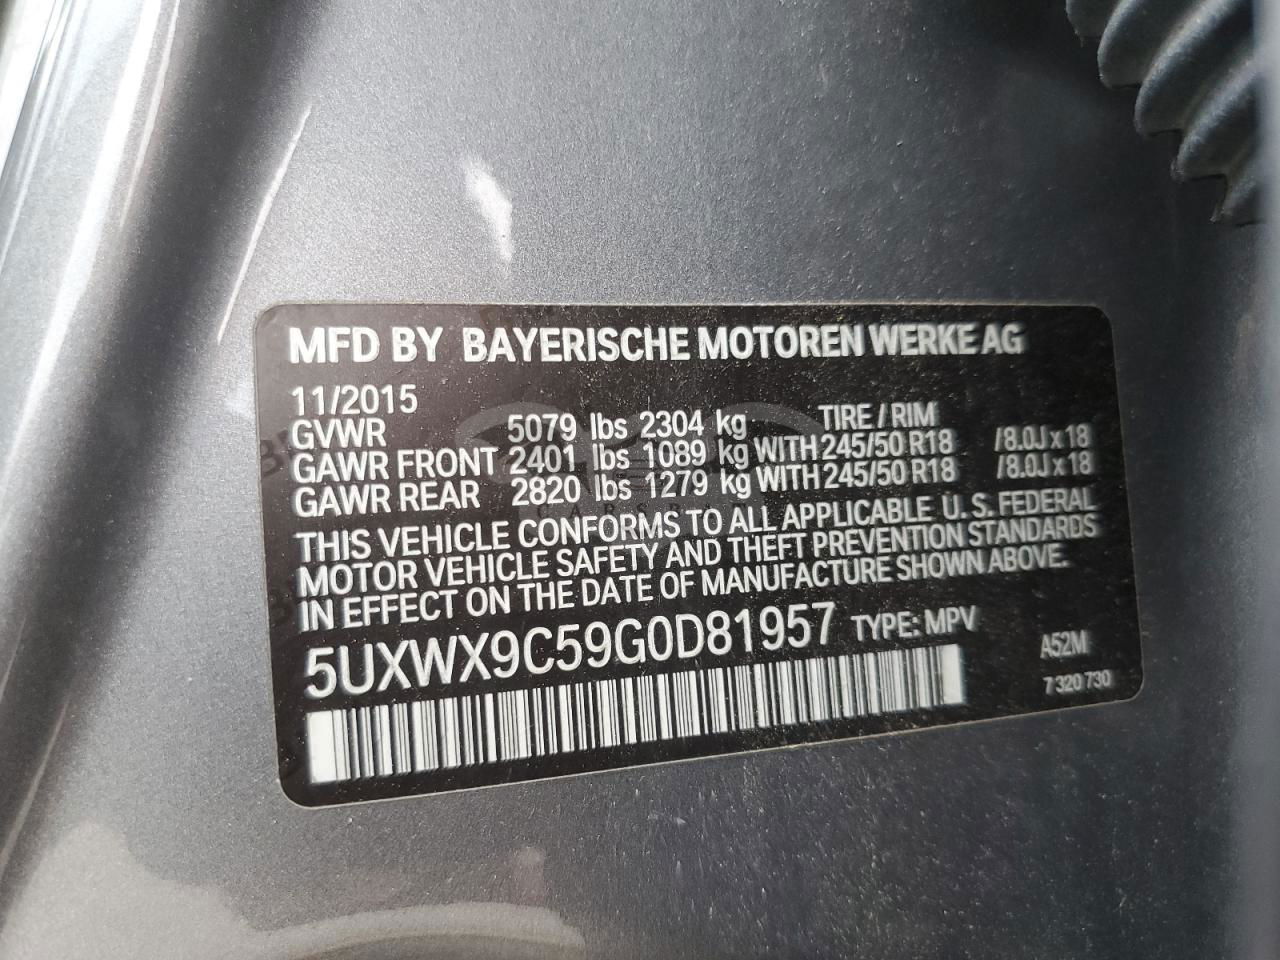 MFD BY BAYERISCHE MOTOREN WERKE AG
11/2015
GVWR 5079 lbs 2304 kg TIRE / RIM
GAWR FRONT 2401 lbs 1089 kg WITH 245/50 R18 / 8.0J x 18
GAWR REAR 2820 lbs 1279 kg WITH 245/50 R18 / 8.0J x 18
THIS VEHICLE CONFORMS TO ALL APPLICABLE U.S. FEDERAL
MOTOR VEHICLE SAFETY AND THEFT PREVENTION STANDARDS
IN EFFECT ON THE DATE OF MANUFACTURE SHOWN ABOVE.
5UXWX9C59G0D81957 TYPE: MPV
A52M
7 320 730